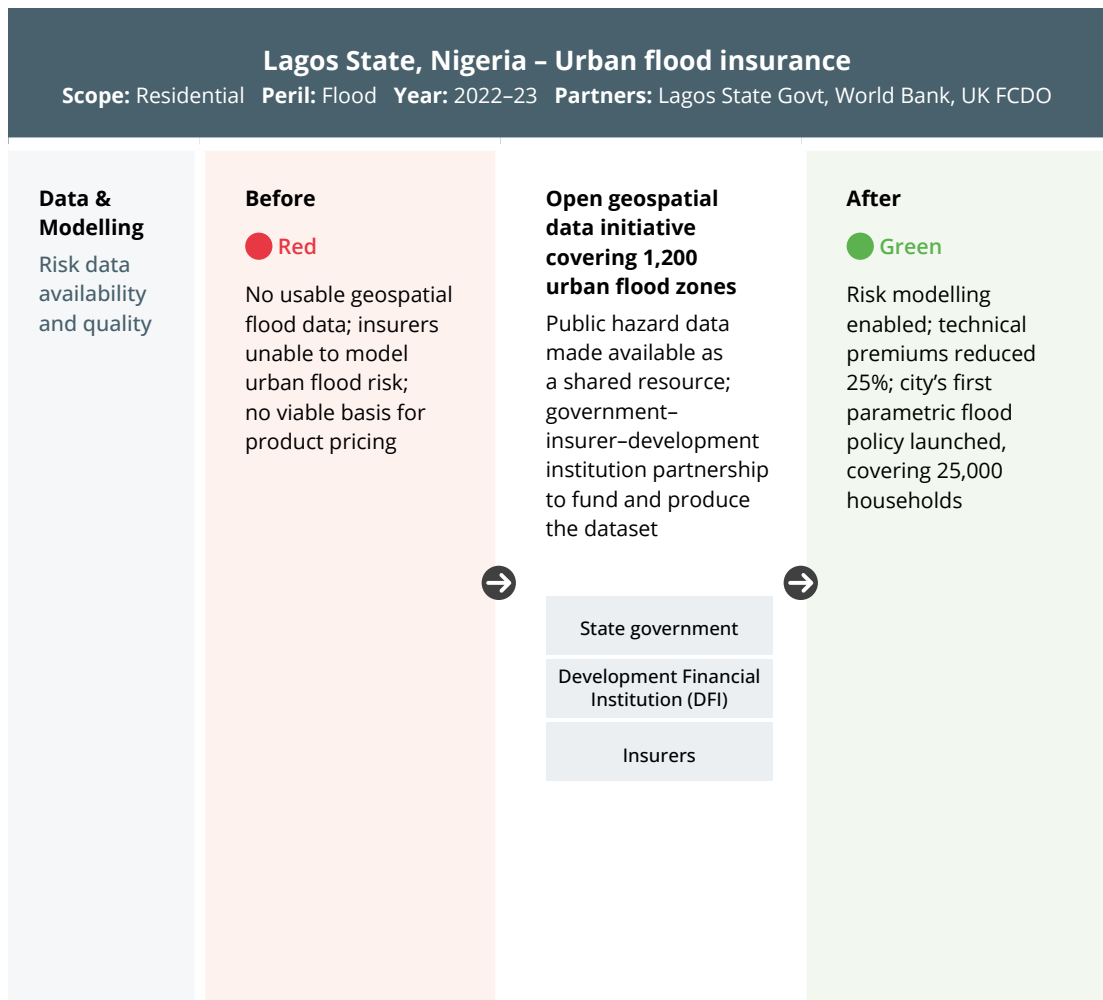 Lagos State, Nigeria – Urban flood insurance
Scope: Residential Peril: Flood Year: 2022–23 Partners: Lagos State Govt, World Bank, UK FCDO
Data &
Modelling
Risk data
availability
and quality
Before
Red
No usable geospatial
flood data; insurers
unable to model
urban flood risk;
no viable basis for
product pricing
Open geospatial
data initiative
covering 1,200
urban flood zones
Public hazard data
made available as
a shared resource;
government–
insurer–development
institution partnership
to fund and produce
the dataset
State government
Development Financial
Institution (DFI)
Insurers
After
Green
Risk modelling
enabled; technical
premiums reduced
25%; city’s first
parametric flood
policy launched,
covering 25,000
households